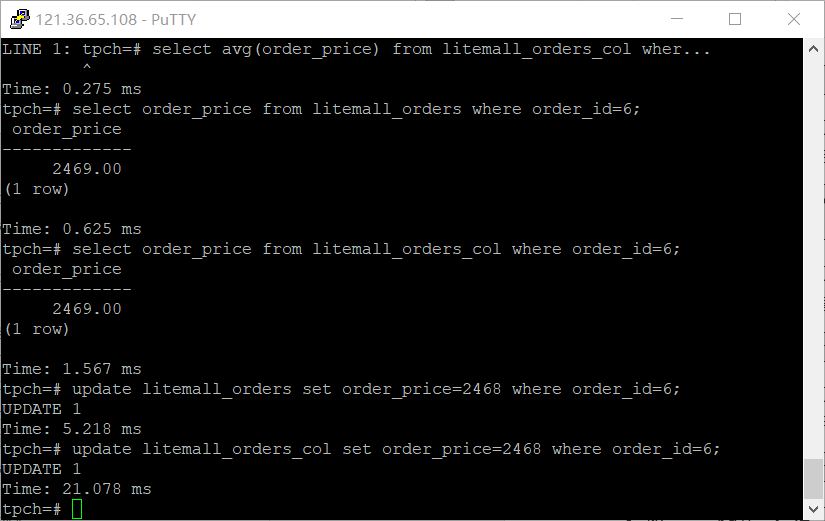 121.36.65.108 - PuTTY
LINE 1: tpch=# select avg(order_price) from litemall_orders_col wher...
^
Time: 0.275 ms
tpch=# select order_price from litemall_orders where order_id=6;
order_price
-------------
2469.00
(1 row)
Time: 0.625 ms
tpch=# select order_price from litemall_orders_col where order_id=6;
order_price
-------------
2469.00
(1 row)
Time: 1.567 ms
tpch=# update litemall_orders set order_price=2468 where order_id=6;
UPDATE 1
Time: 5.218 ms
tpch=# update litemall_orders_col set order_price=2468 where order_id=6;
UPDATE 1
Time: 21.078 ms
tpch=#